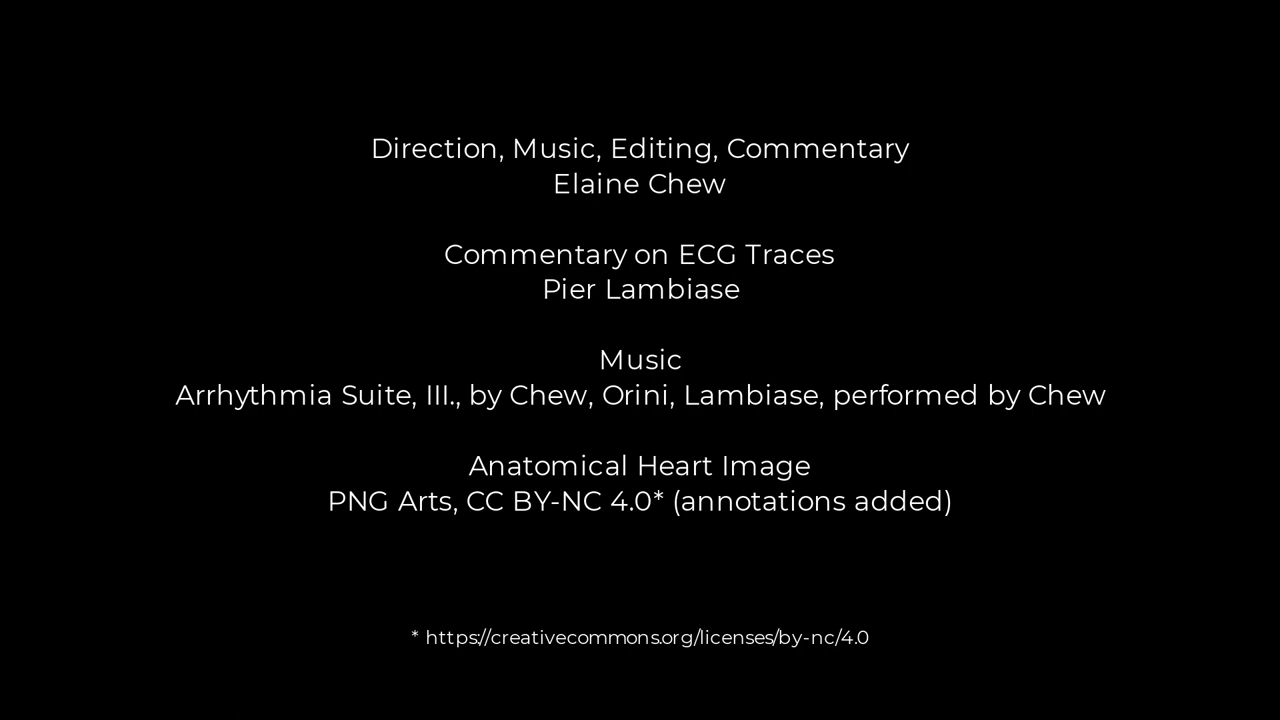 Direction, Music, Editing, Commentary
Elaine Chew
Commentary on ECG Traces
Pier Lambiase
Music
Arrhythmia Suite, III., by Chew, Orini, Lambiase, performed by Chew
Anatomical Heart Image
PNG Arts, CC BY-NC 4.0* (annotations added)
* https://creativecommons.org/licenses/by-nc/4.0